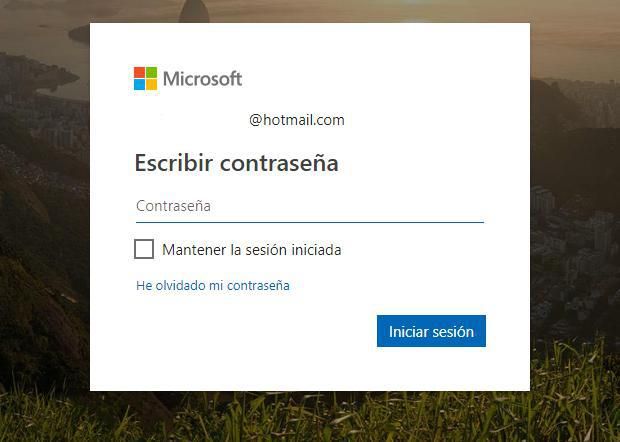 Microsoft
@hotmail.com
Escribir contraseña
Contraseña
Mantener la sesión iniciada
He olvidado mi contraseña
Iniciar sesión